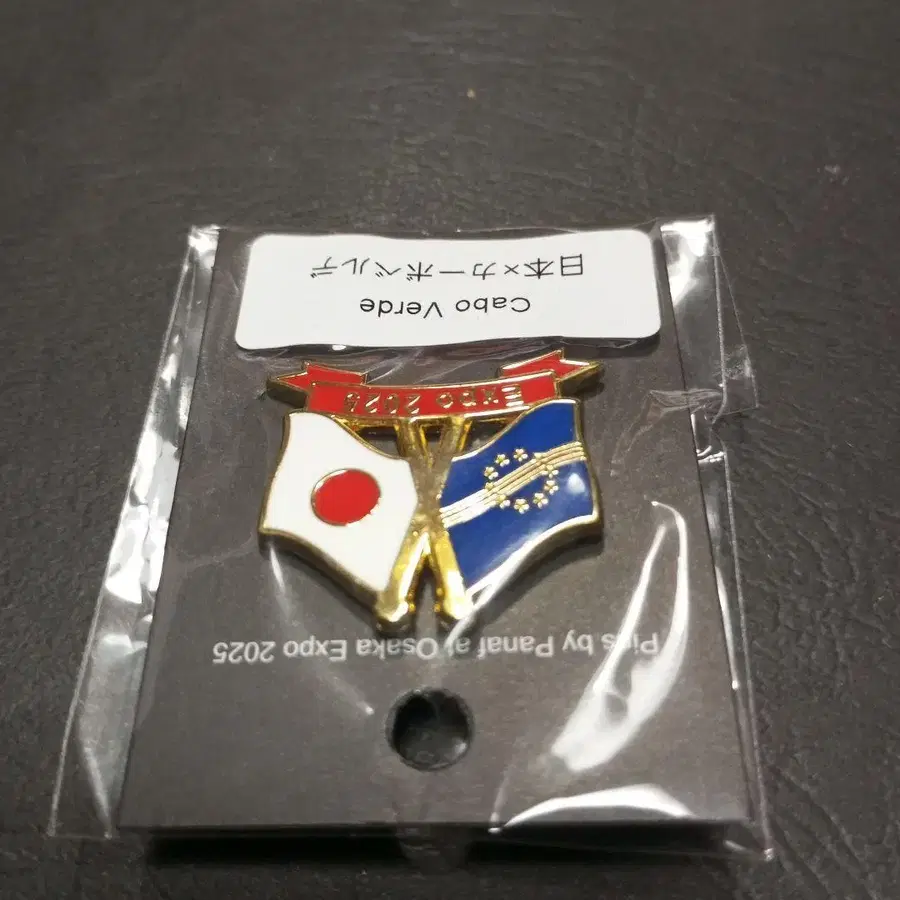 Pins by Panaf at Osaka Expo 2025
Expo 2025
Cabo Verde
日本×カーボベルデ